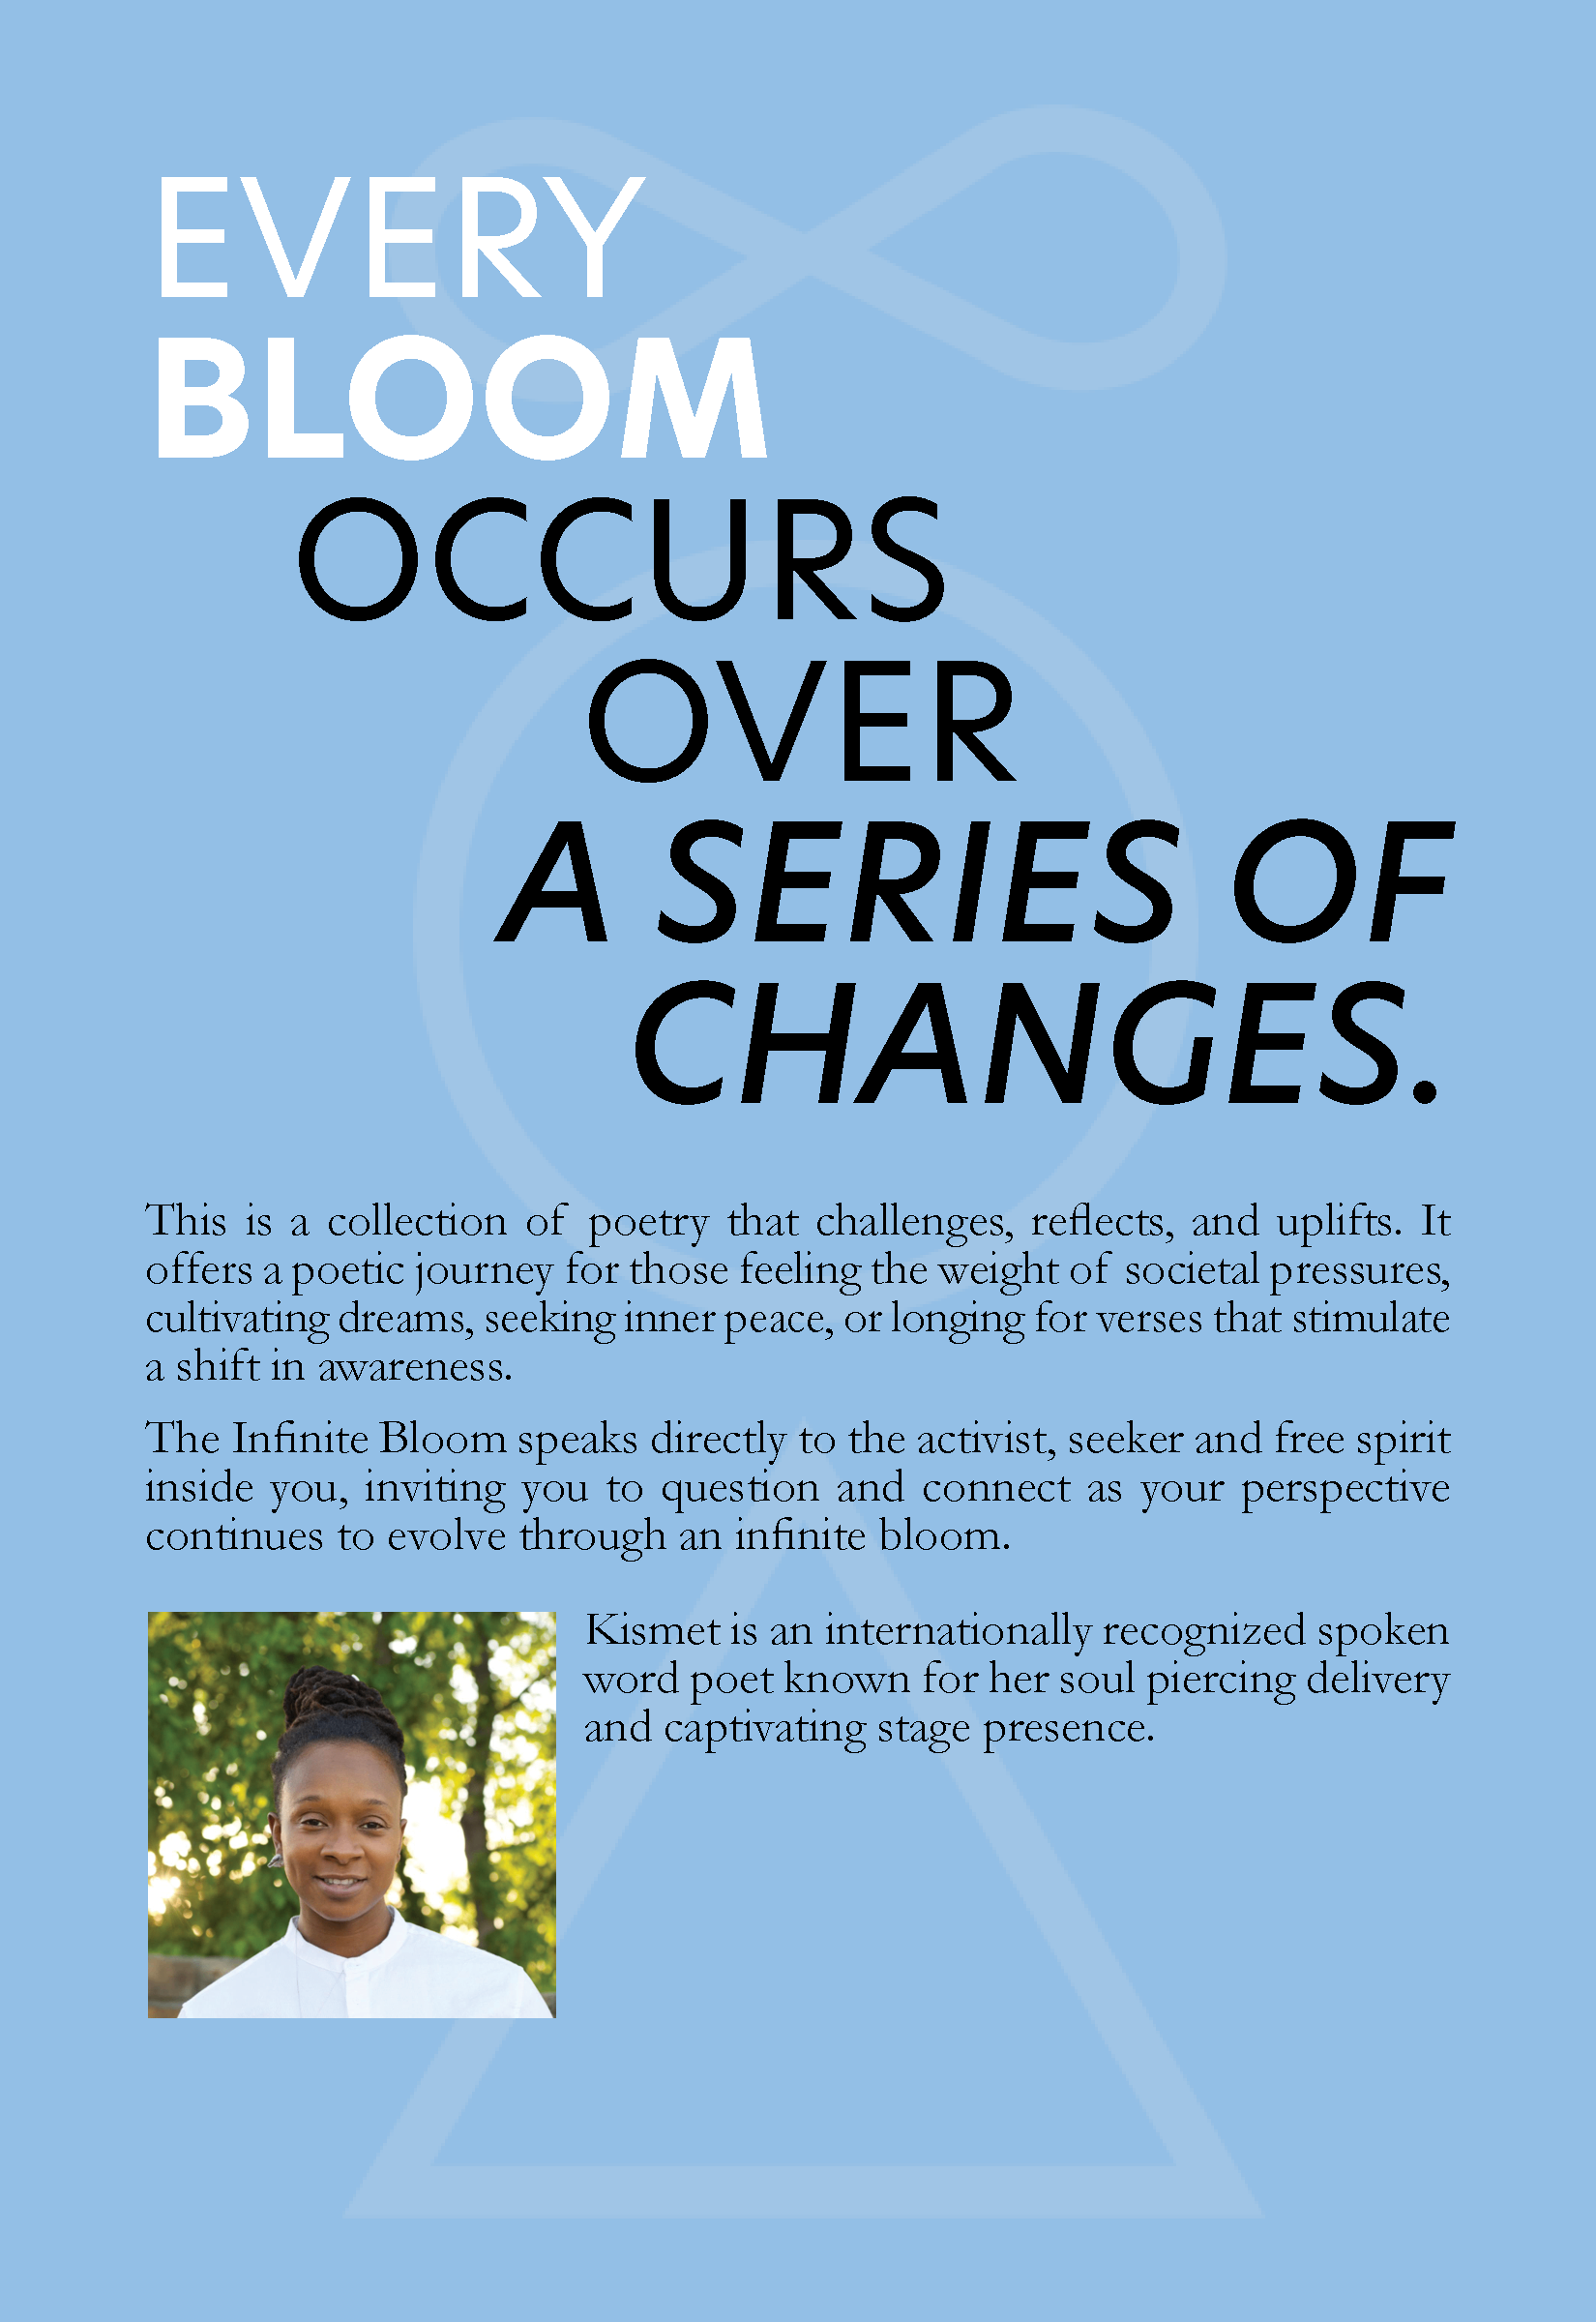 EVERY
BLOOM
OCCURS
OVER
A SERIES OF
CHANGES.
This is a collection of poetry that challenges, reflects, and uplifts. It
offers a poetic journey for those feeling the weight of societal pressures,
cultivating dreams, seeking inner peace, or longing for verses that stimulate
a shift in awareness.
The Infinite Bloom speaks directly to the activist, seeker and free spirit
inside you, inviting you to question and connect as your perspective
continues to evolve through an infinite bloom.
Kismet is an internationally recognized spoken
word poet known for her soul piercing delivery
and captivating stage presence.